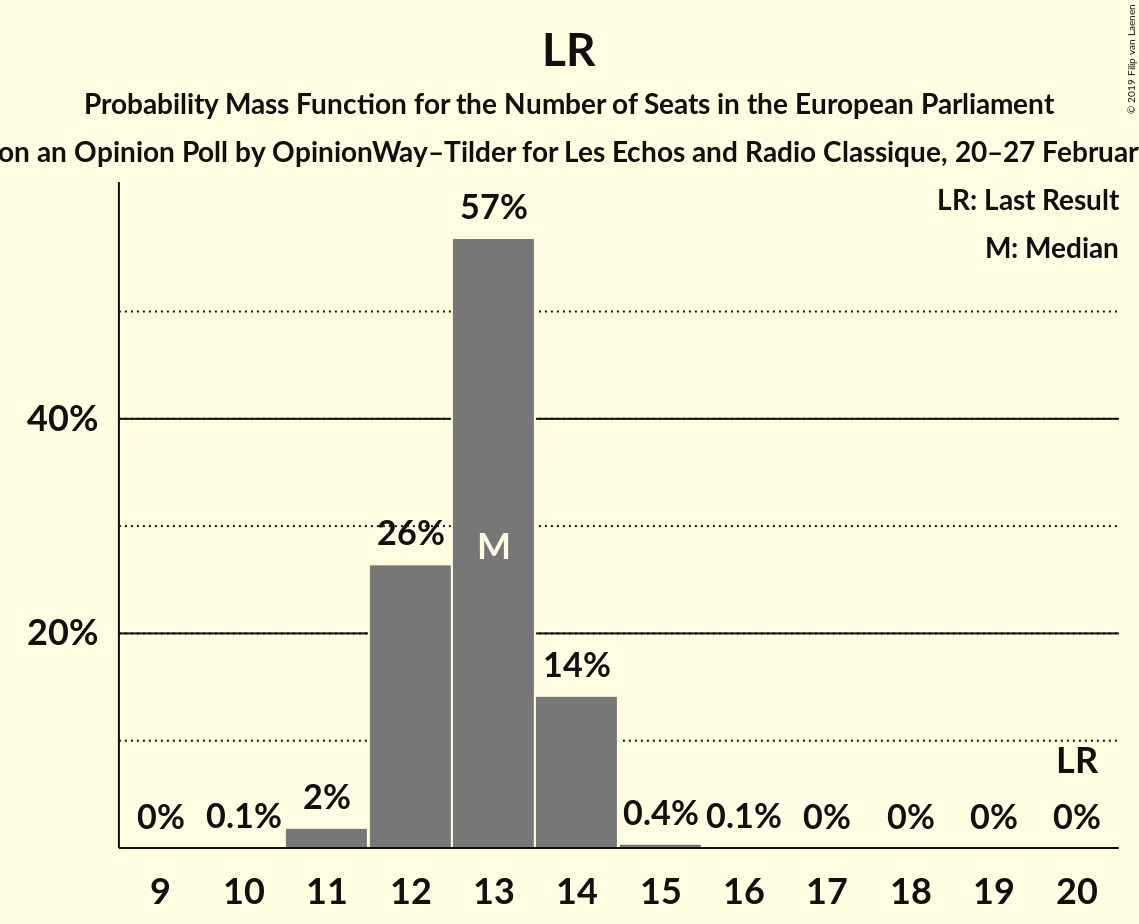 LR
Probability Mass Function for the Number of Seats in the European Parliament
on an Opinion Poll by OpinionWay–Tilder for Les Echos and Radio Classique, 20–27 Februar
© 2019 Filip van Laenen
LR: Last Result
M: Median
57%
40%
26%
M
20%
14%
LR
0% 0.1% 2% 0.4% 0.1% 0% 0% 0% 0%
9 10 11 12 13 14 15 16 17 18 19 20